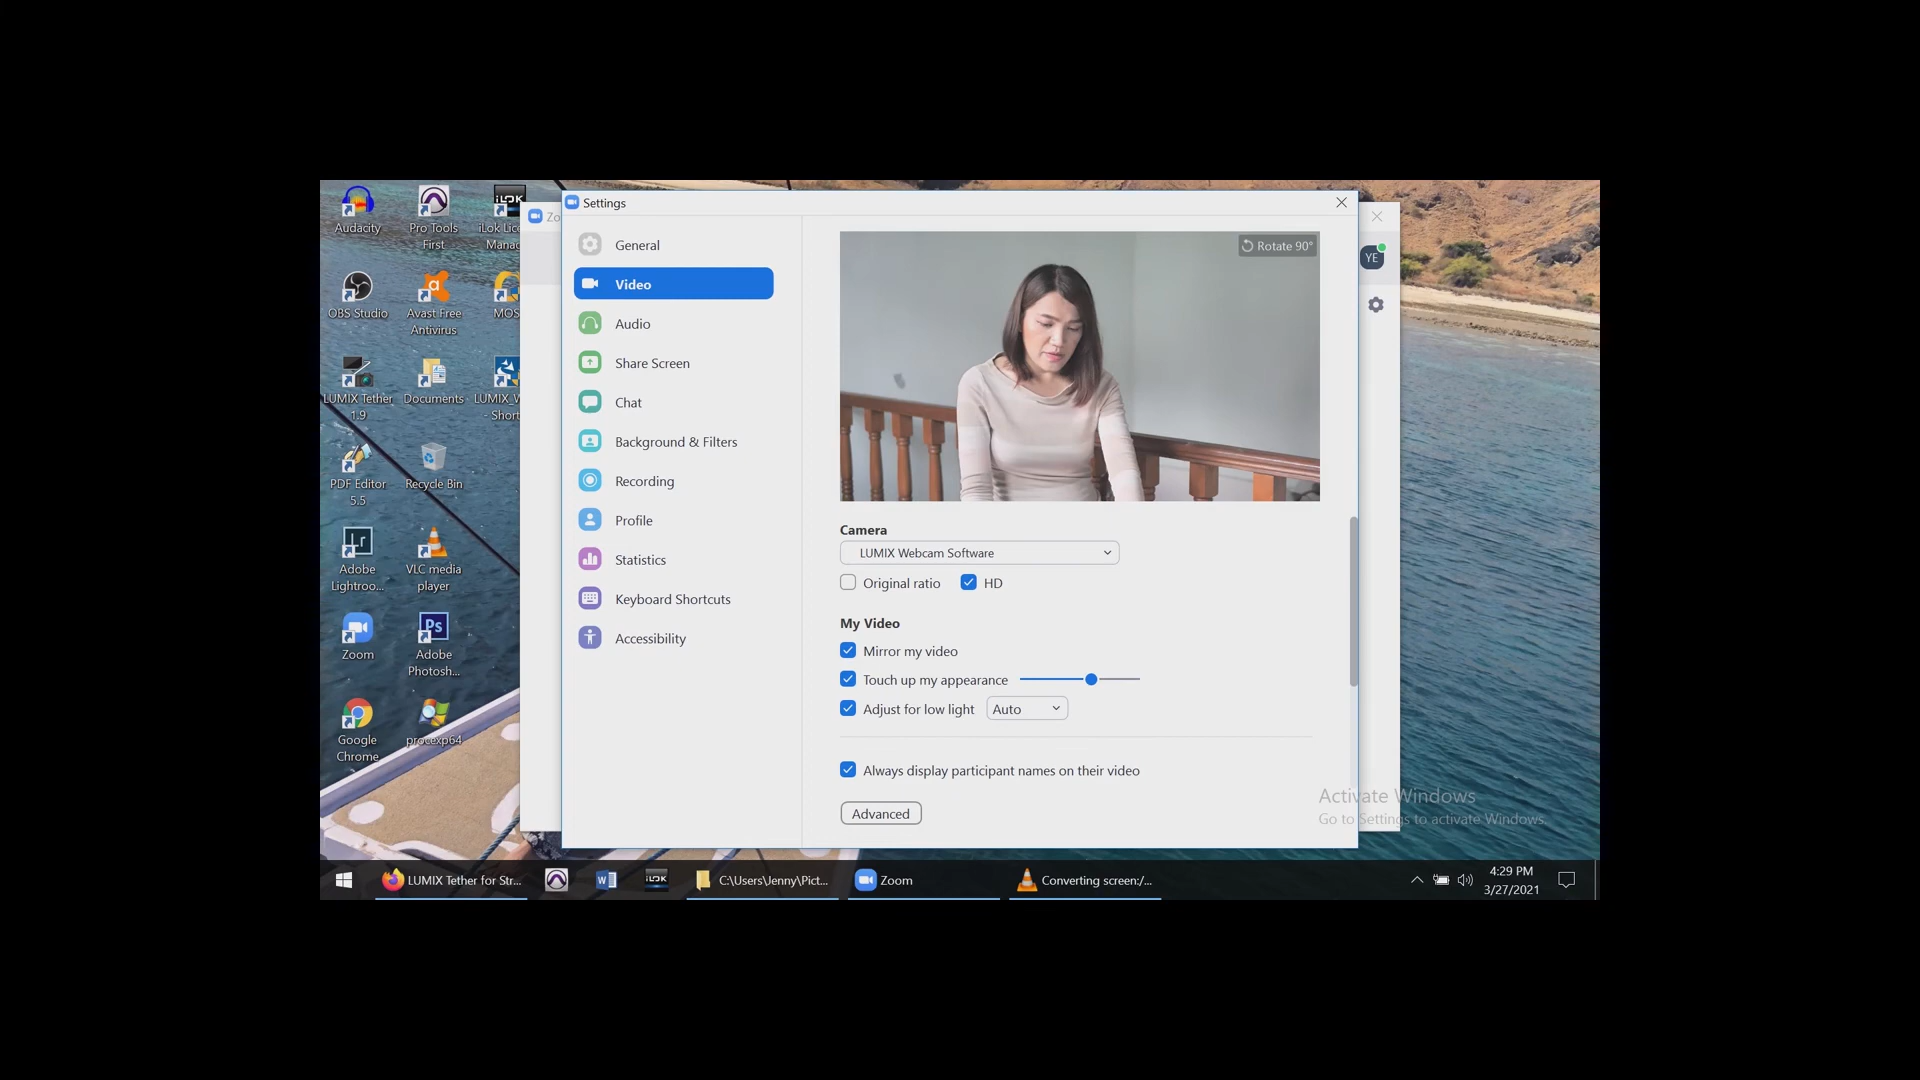 Audacity
Pro Tools
First
iLok Lice
Manag
OBS Studio
Avast Free
Antivirus
MOS
LUMIX Tether
1.9
Documents
LUMIX_W
- Short
PDF Editor
5.5
Recycle Bin
Adobe
Lightroo...
VLC media
player
Zoom
Ps
Adobe
Photosh...
Google
Chrome
procexp64
Zo
Settings
General
Video
Audio
Share Screen
Chat
Background & Filters
Recording
Profile
Statistics
Keyboard Shortcuts
Accessibility
Rotate 90°
YE
Camera
LUMIX Webcam Software
Original ratio
HD
My Video
Mirror my video
Touch up my appearance
Adjust for low light
Auto
Always display participant names on their video
Advanced
Activate Windows
Go to Settings to activate Windows.
LUMIX Tether for Str...
C:\Users\Jenny\Pict...
Zoom
Converting screen:/...
4:29 PM
3/27/2021